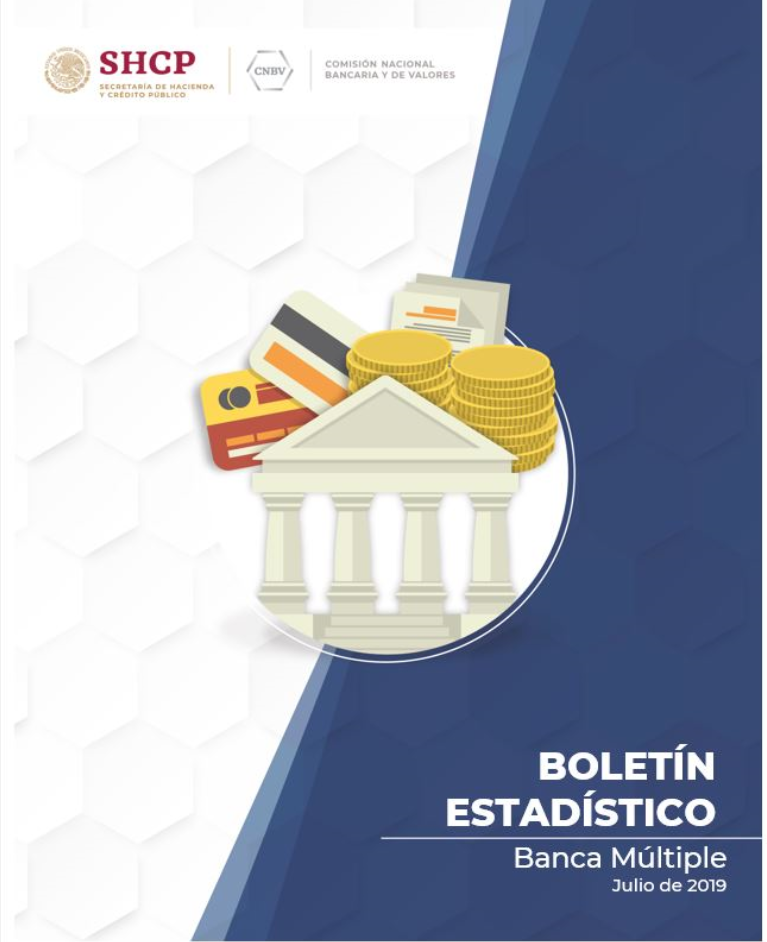 SHCP
SECRETARÍA DE HACIENDA
Y CRÉDITO PÚBLICO
CNBV
COMISIÓN NACIONAL
BANCARIA Y DE VALORES
BOLETÍN
ESTADÍSTICO
Banca Múltiple
Julio de 2019